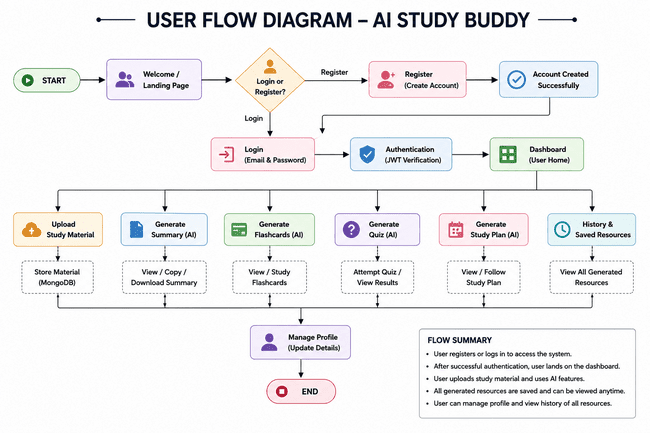 USER FLOW DIAGRAM – AI STUDY BUDDY
START
Welcome /
Landing Page
Login or
Register?
Register
Register
(Create Account)
Account Created
Successfully
Login
Login
(Email & Password)
Authentication
(JWT Verification)
Dashboard
(User Home)
Upload
Study Material
Generate
Summary (AI)
Generate
Flashcards (AI)
Generate
Quiz (AI)
Generate
Study Plan (AI)
History &
Saved Resources
Store Material
(MongoDB)
View / Copy /
Download Summary
View / Study
Flashcards
Attempt Quiz /
View Results
View / Follow
Study Plan
View All Generated
Resources
Manage Profile
(Update Details)
END
FLOW SUMMARY
• User registers or logs in to access the system.
• After successful authentication, user lands on the dashboard.
• User uploads study material and uses AI features.
• All generated resources are saved and can be viewed anytime.
• User can manage profile and view history of all resources.